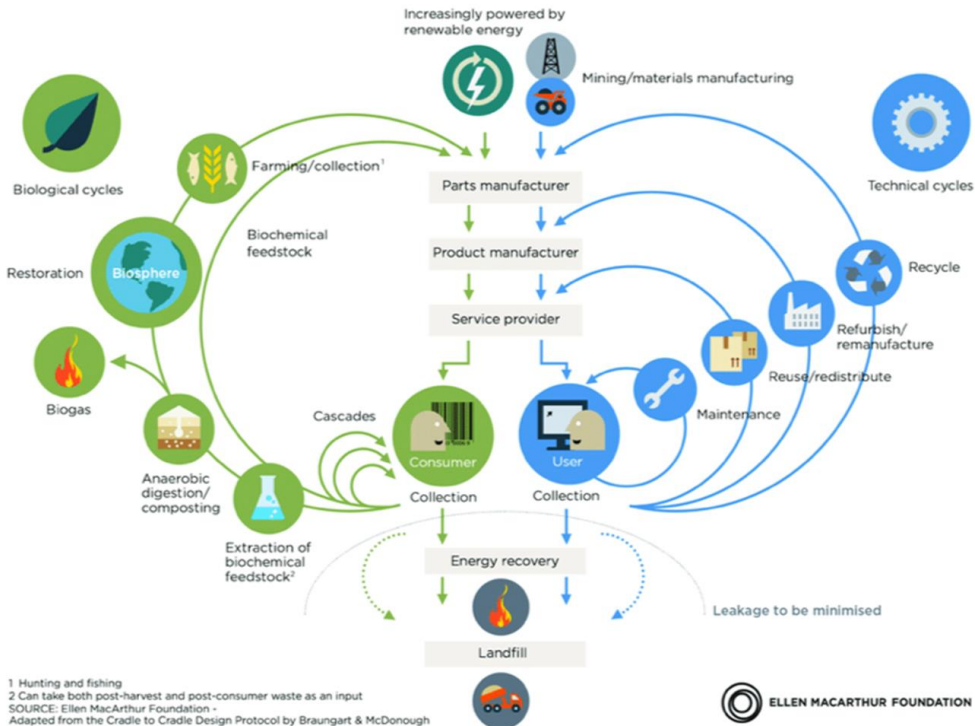 Increasingly powered by
renewable energy
Mining/materials manufacturing
Biological cycles
Technical cycles
Farming/collection¹
Parts manufacturer
Biochemical
feedstock
Product manufacturer
Restoration
Biosphere
Recycle
Service provider
Refurbish/
remanufacture
Biogas
Reuse/redistribute
Cascades
Maintenance
Consumer
User
Collection
Collection
Anaerobic
digestion/
composting
Extraction of
biochemical
feedstock²
Energy recovery
Leakage to be minimised
Landfill
1 Hunting and fishing
2 Can take both post-harvest and post-consumer waste as an input
SOURCE: Ellen MacArthur Foundation -
Adapted from the Cradle to Cradle Design Protocol by Braungart & McDonough
ELLEN MACARTHUR FOUNDATION